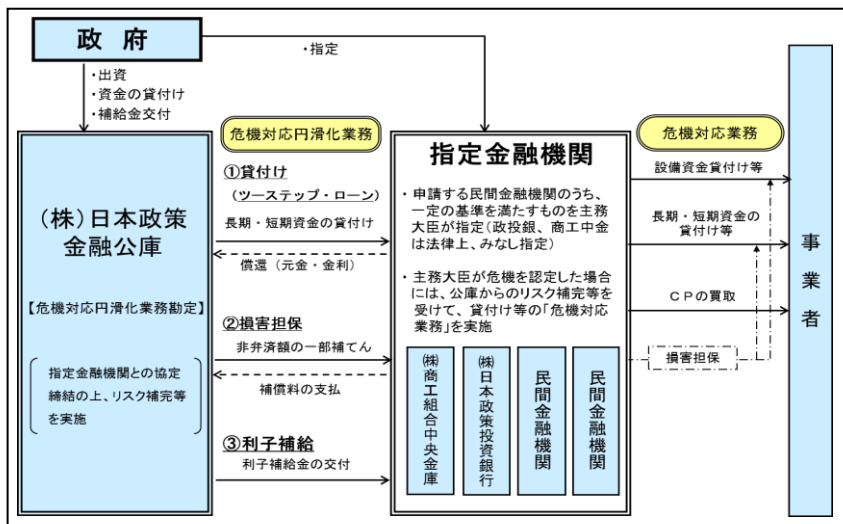 政 府
・指定
・出資
・資金の貸付け
・補給金交付
危機対応円滑化業務
危機対応業務
(株)日本政策
金融公庫
【危機対応円滑化業務勘定】
指定金融機関との協定
締結の上、リスク補完等
を実施
①貸付け
(ツーステップ・ローン)
長期・短期資金の貸付け
償還(元金・金利)
②損害担保
非弁済額の一部補てん
補償料の支払
③利子補給
利子補給金の交付
指定金融機関
・申請する民間金融機関のうち、
一定の基準を満たすものを主務
大臣が指定(政投銀、商工中金
は法律上、みなし指定)
・主務大臣が危機を認定した場合
には、公庫からのリスク補完等を
受けて、貸付け等の「危機対応
業務」を実施
(株)商工組合中央金庫
(株)日本政策投資銀行
民間金融機関
民間金融機関
設備資金貸付け等
長期・短期資金の
貸付け等
CPの買取
損害担保
事業者